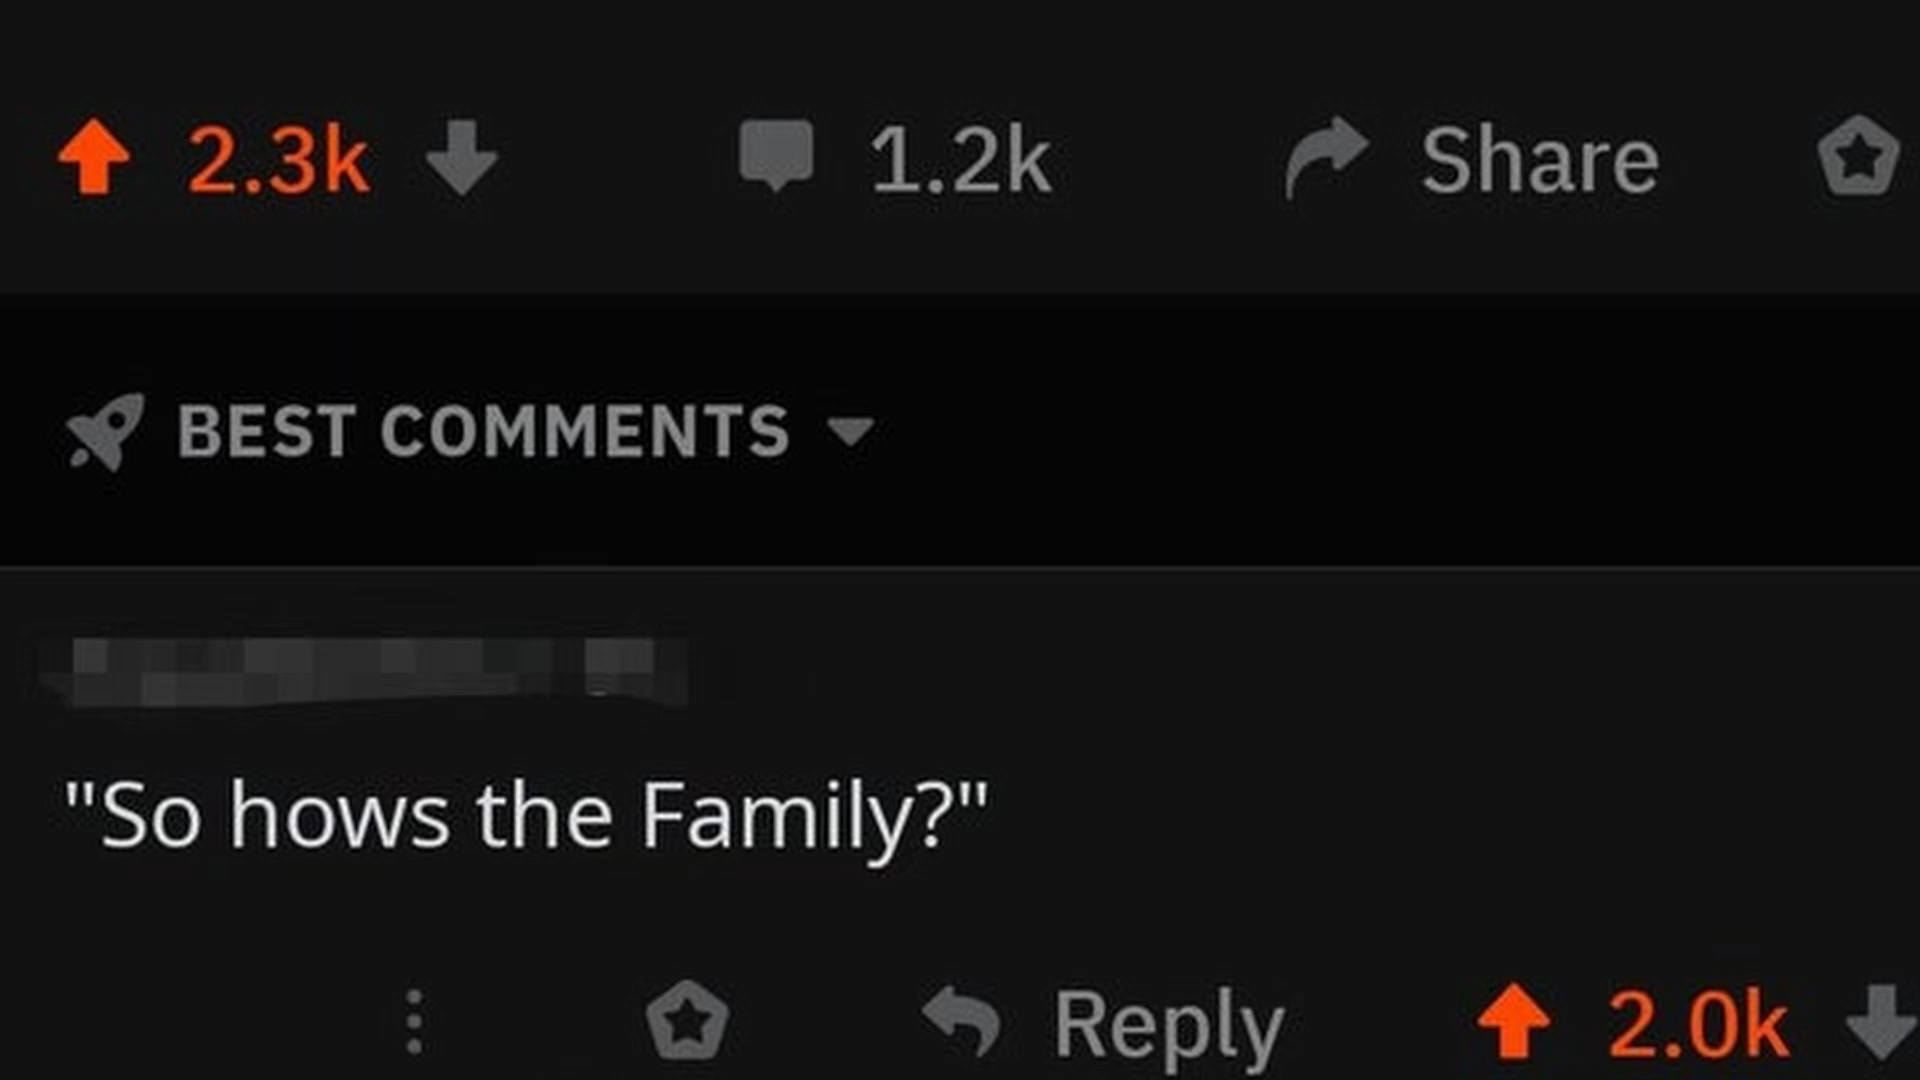 2.3k 1.2k Share
BEST COMMENTS
"So hows the Family?"
Reply 2.0k